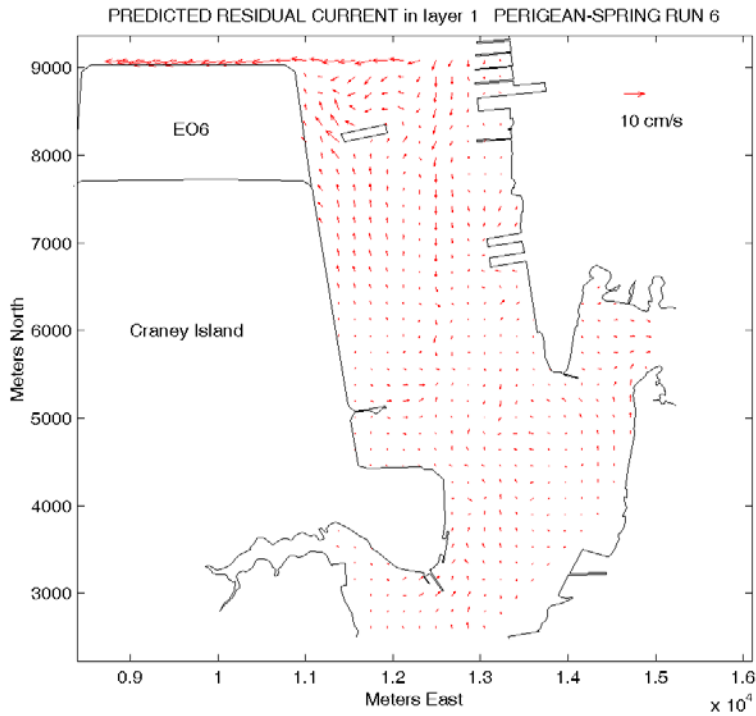 PREDICTED RESIDUAL CURRENT in layer 1 PERIGEAN-SPRING RUN 6
9000
8000
7000
6000
5000
4000
3000
Meters North
EO6
Craney Island
10 cm/s
0.9 1 1.1 1.2 1.3 1.4 1.5 1.6
Meters East
x 10^4